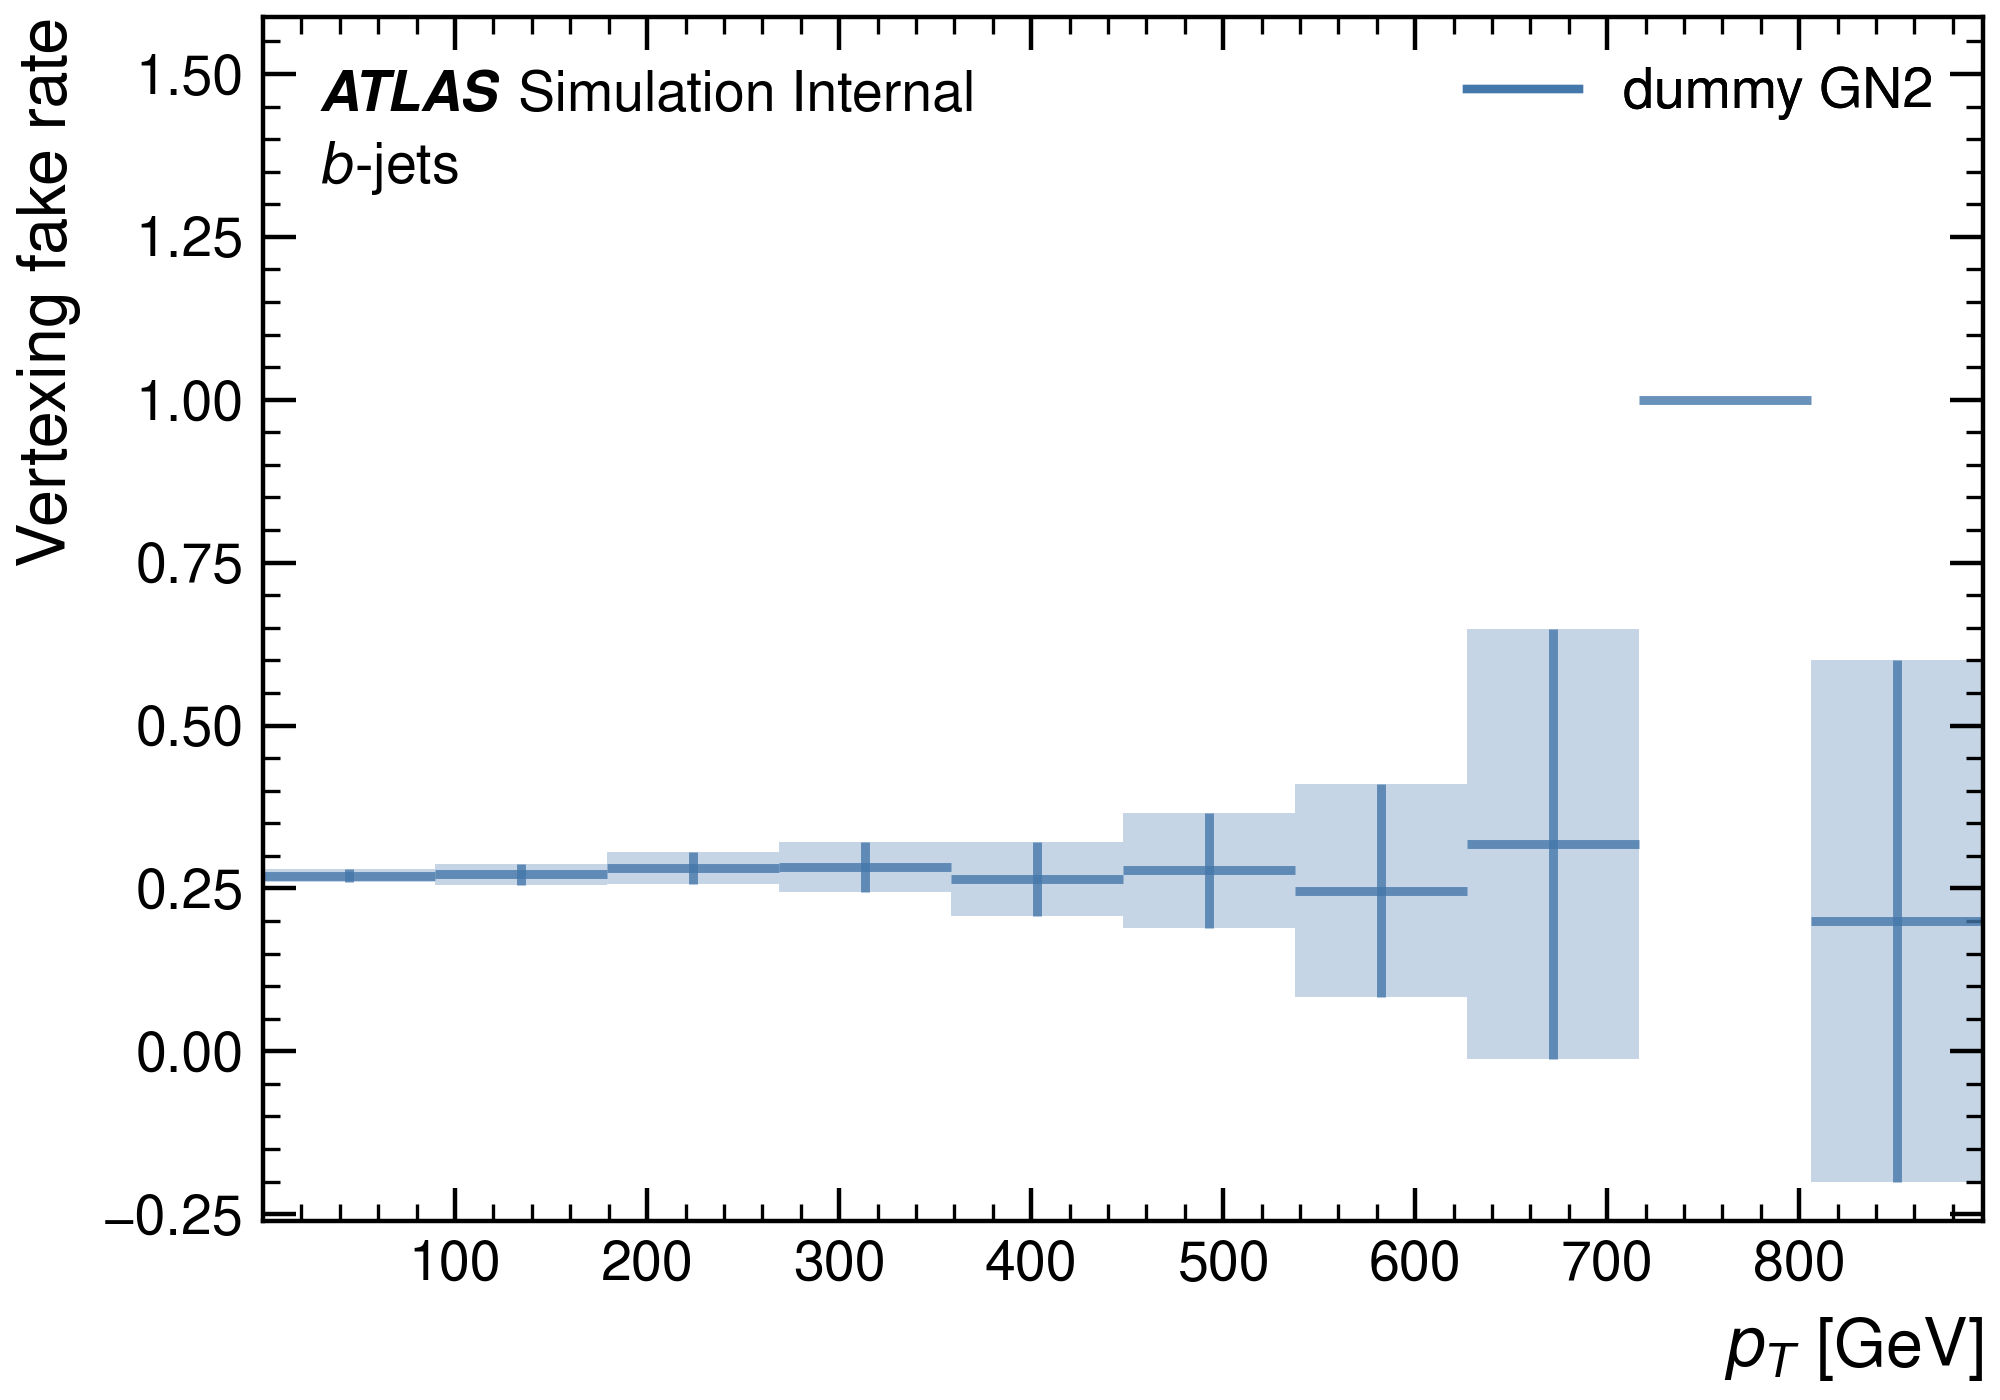 ATLAS Simulation Internal
b-jets
dummy GN2
Vertexing fake rate
1.50
1.25
1.00
0.75
0.50
0.25
0.00
−0.25
100 200 300 400 500 600 700 800
pT [GeV]